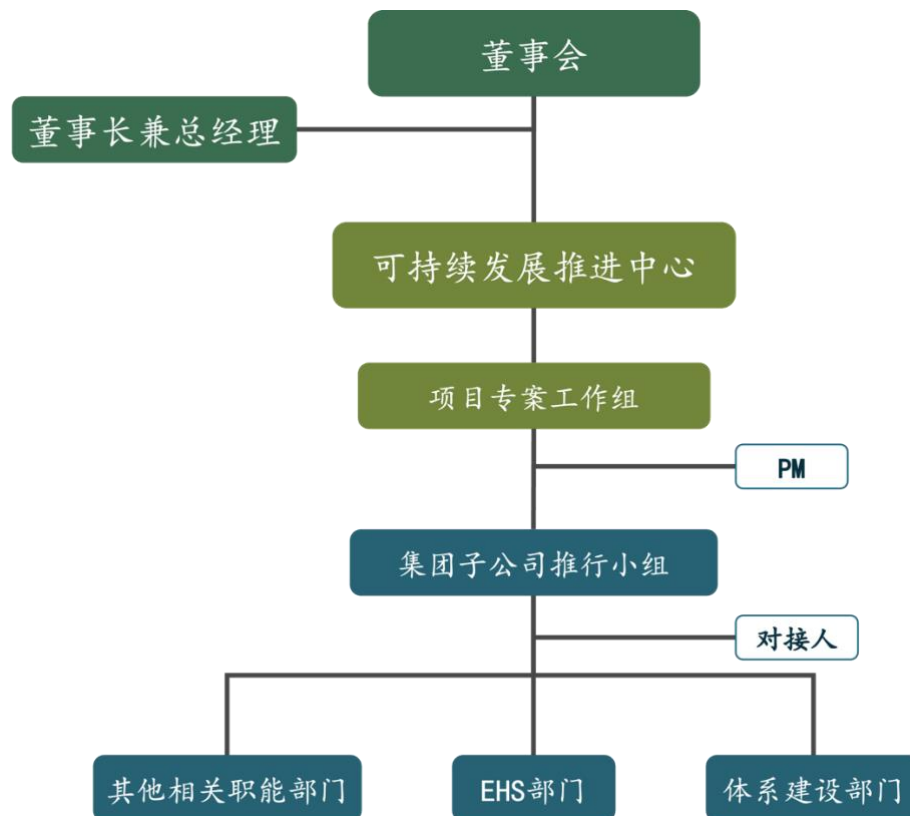 董事会
董事长兼总经理
可持续发展推进中心
项目专案工作组
PM
集团子公司推行小组
对接人
其他相关职能部门
EHS部门
体系建设部门